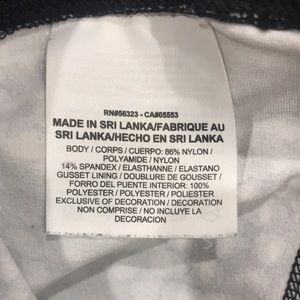 RN#56323 - CA#05553
MADE IN SRI LANKA/FABRIQUE AU
SRI LANKA/HECHO EN SRI LANKA
BODY / CORPS / CUERPO: 86% NYLON /
POLYAMIDE / NYLON
14% SPANDEX / ELASTHANNE / ELASTANO
GUSSET LINING / DOUBLURE DE GOUSSET /
FORRO DEL PUENTE INTERIOR: 100%
POLYESTER / POLYESTER / POLIESTER
EXCLUSIVE OF DECORATION / DECORATION
NON COMPRISE / NO INCLUYE LA
DECORACION